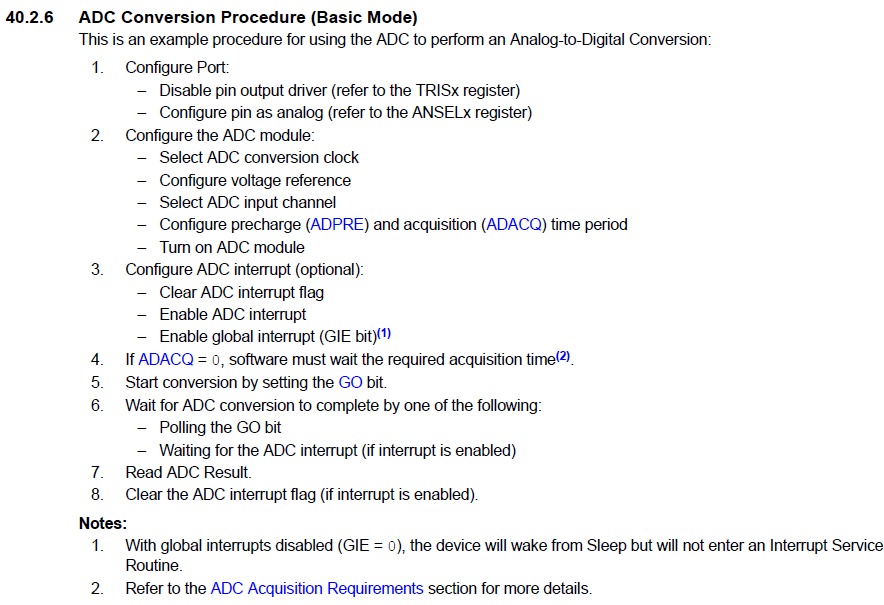 40.2.6 ADC Conversion Procedure (Basic Mode)
This is an example procedure for using the ADC to perform an Analog-to-Digital Conversion:
1. Configure Port:
– Disable pin output driver (refer to the TRISx register)
– Configure pin as analog (refer to the ANSELx register)
2. Configure the ADC module:
– Select ADC conversion clock
– Configure voltage reference
– Select ADC input channel
– Configure precharge (ADPRE) and acquisition (ADACQ) time period
– Turn on ADC module
3. Configure ADC interrupt (optional):
– Clear ADC interrupt flag
– Enable ADC interrupt
– Enable global interrupt (GIE bit)(1)
4. If ADACQ = 0, software must wait the required acquisition time(2).
5. Start conversion by setting the GO bit.
6. Wait for ADC conversion to complete by one of the following:
– Polling the GO bit
– Waiting for the ADC interrupt (if interrupt is enabled)
7. Read ADC Result.
8. Clear the ADC interrupt flag (if interrupt is enabled).
Notes:
1. With global interrupts disabled (GIE = 0), the device will wake from Sleep but will not enter an Interrupt Service
Routine.
2. Refer to the ADC Acquisition Requirements section for more details.